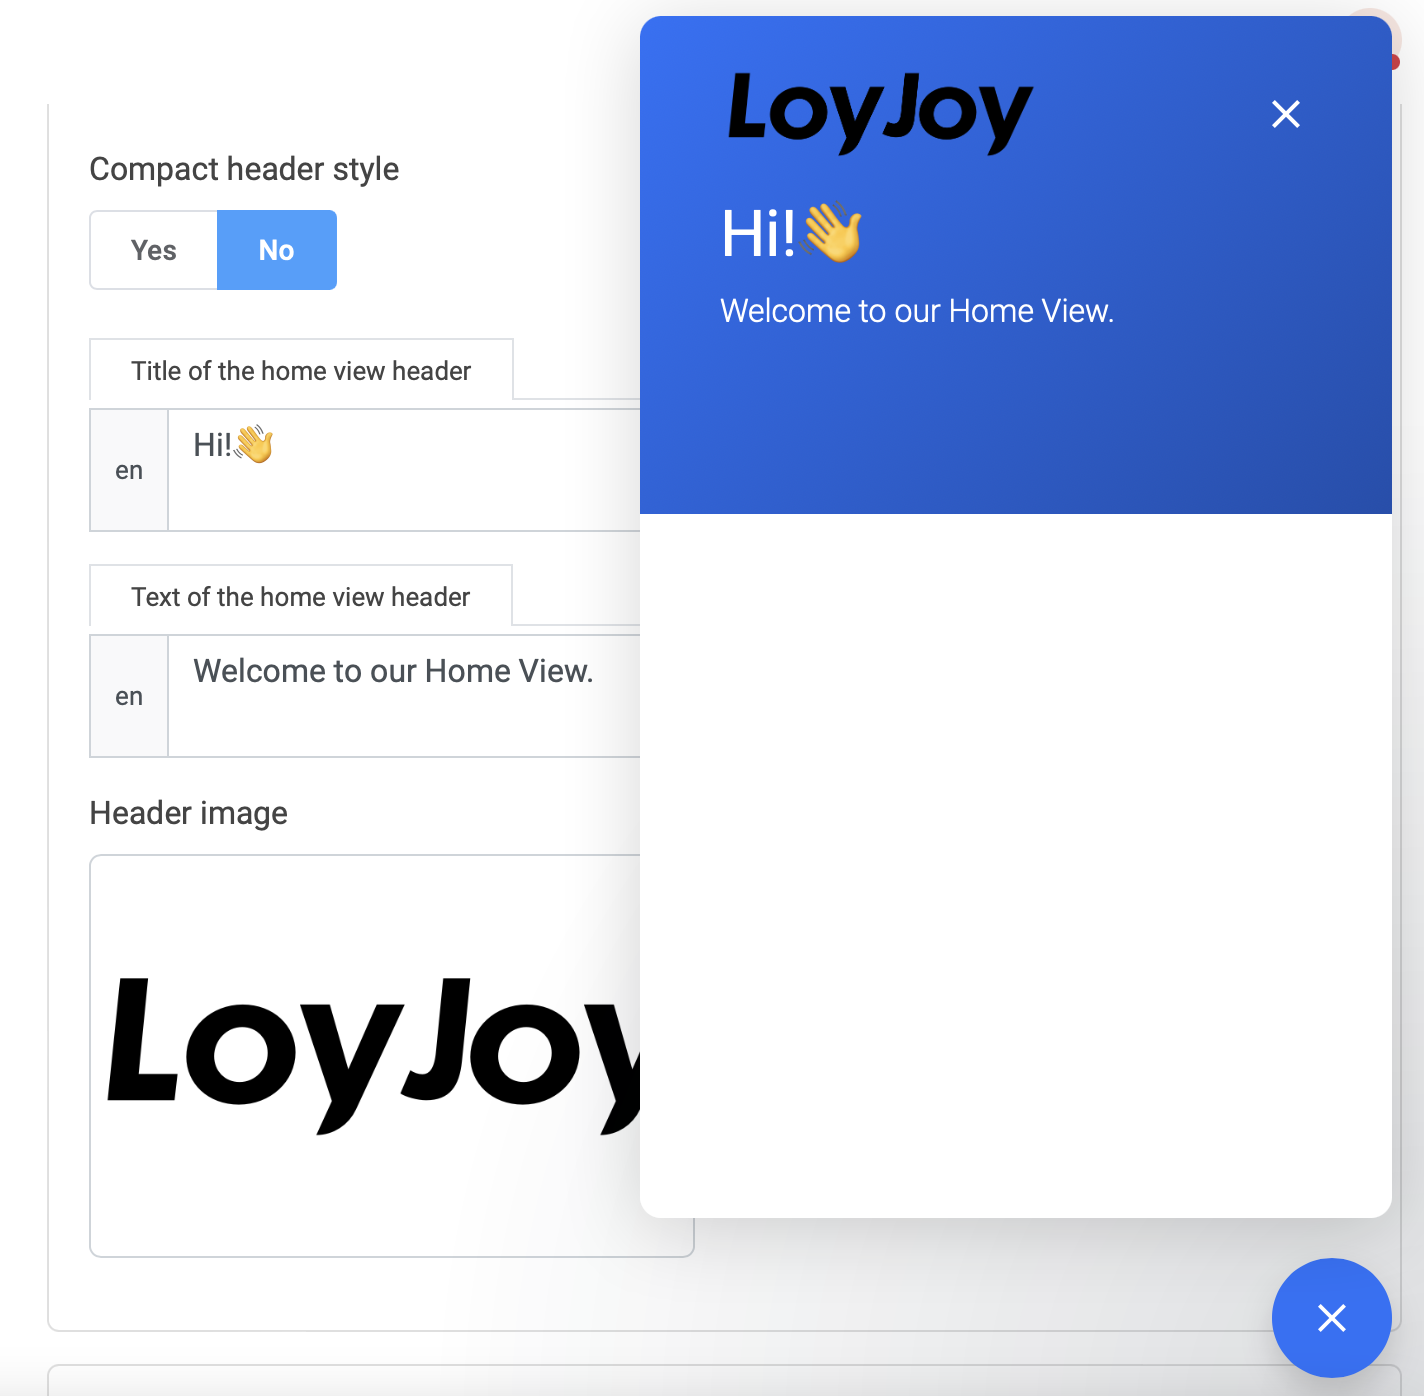 Compact header style
Yes
No
Title of the home view header
en
Hi!👋
Text of the home view header
en
Welcome to our Home View.
Header image
LoyJoy
LoyJoy
Hi!👋
Welcome to our Home View.